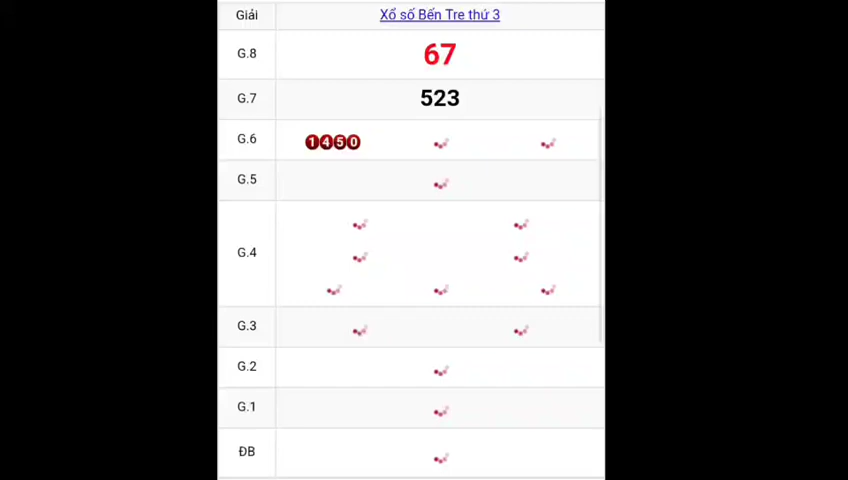 Giải Xổ số Bến Tre thứ 3
G.8 67
G.7 523
G.6 1450
G.5
G.4
G.3
G.2
G.1
ĐB